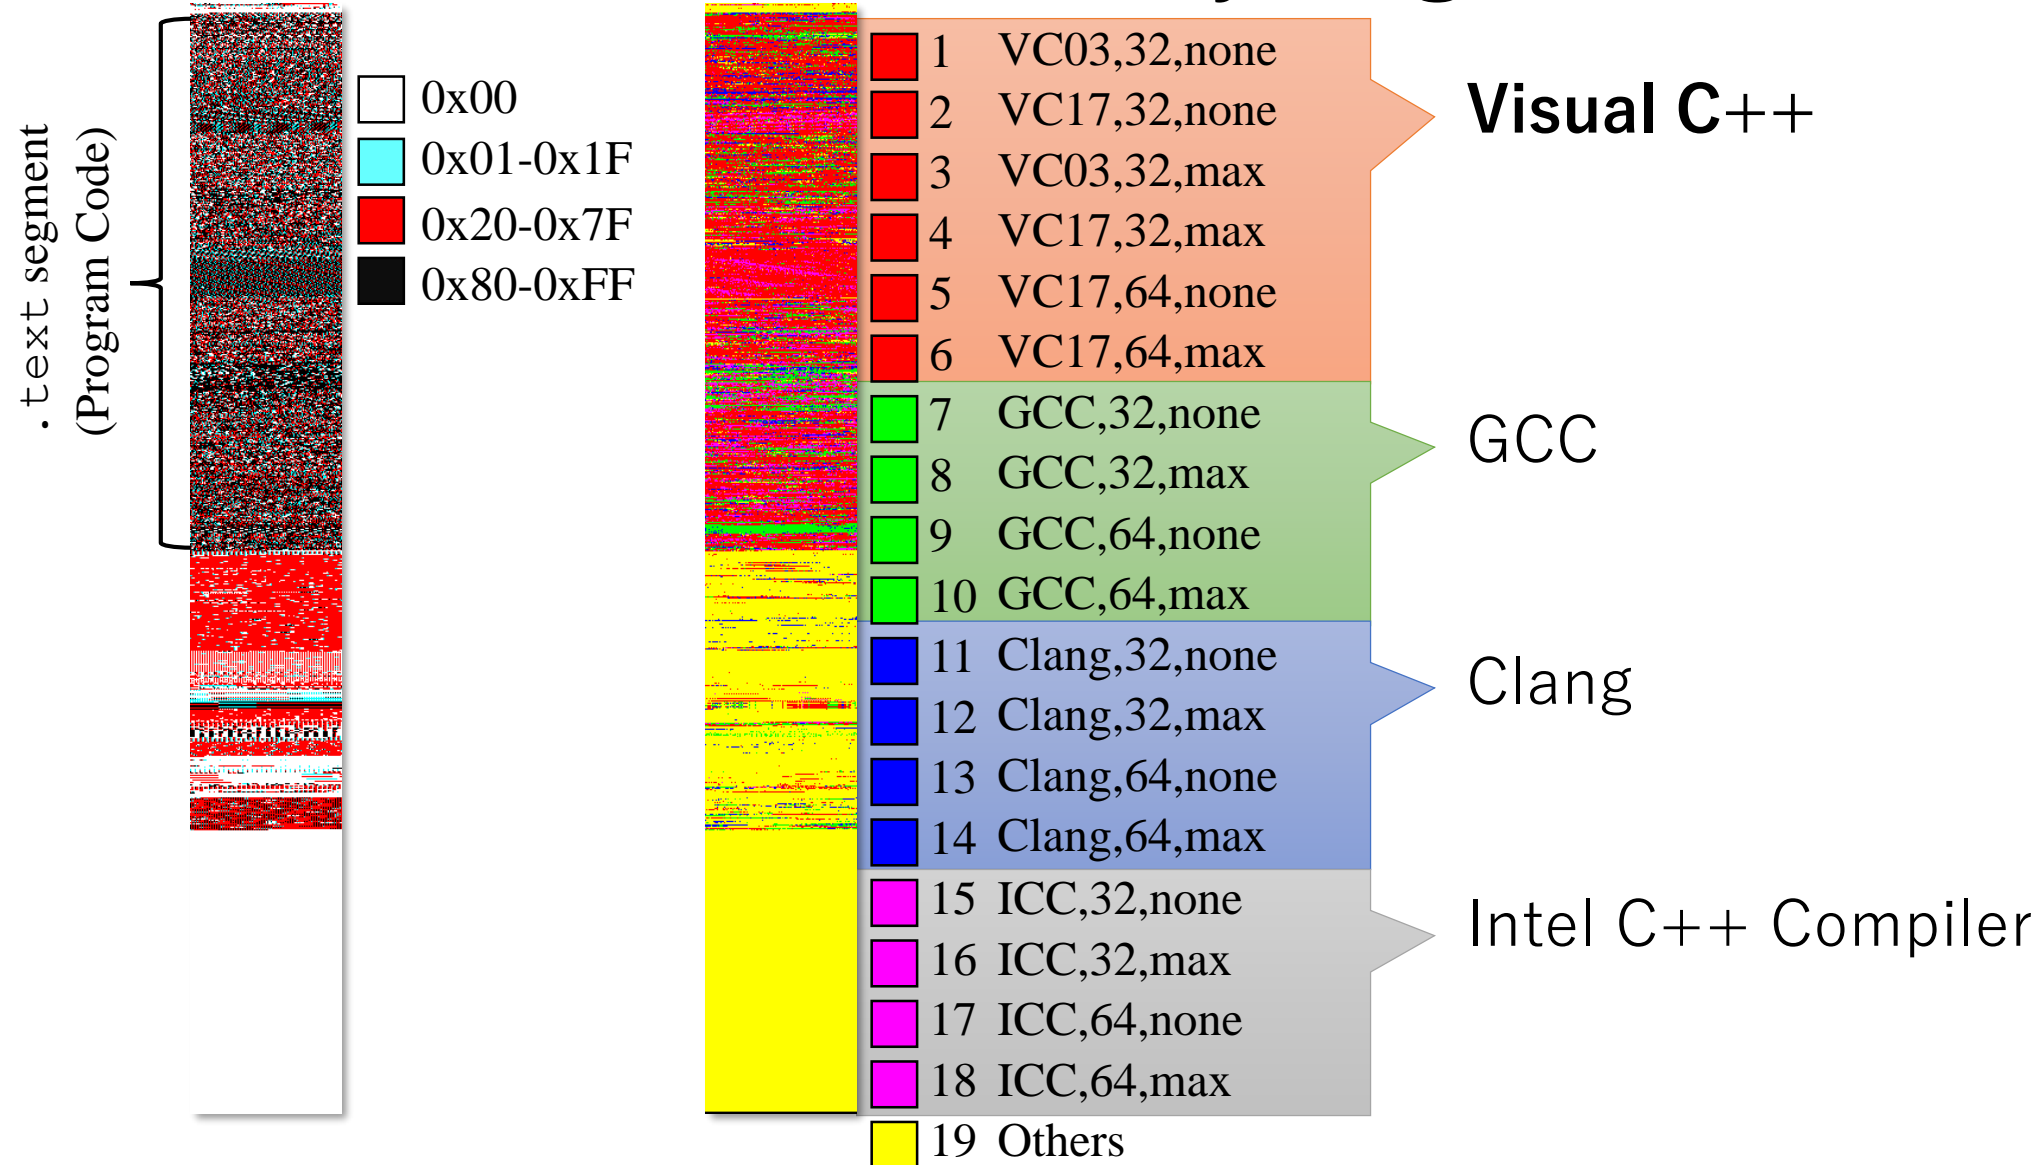 .text segment
(Program Code)
0x00
0x01-0x1F
0x20-0x7F
0x80-0xFF
1 VC03,32,none
2 VC17,32,none
3 VC03,32,max
4 VC17,32,max
5 VC17,64,none
6 VC17,64,max
7 GCC,32,none
8 GCC,32,max
9 GCC,64,none
10 GCC,64,max
11 Clang,32,none
12 Clang,32,max
13 Clang,64,none
14 Clang,64,max
15 ICC,32,none
16 ICC,32,max
17 ICC,64,none
18 ICC,64,max
19 Others
Visual C++
GCC
Clang
Intel C++ Compiler